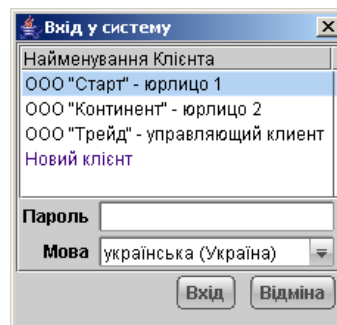 Вхід у систему
Найменування Клієнта
ООО "Старт" - юрлицо 1
ООО "Континент" - юрлицо 2
ООО "Трейд" - управляющий клиент
Новий клієнт
Пароль
Мова українська (Україна)
Вхід Відміна